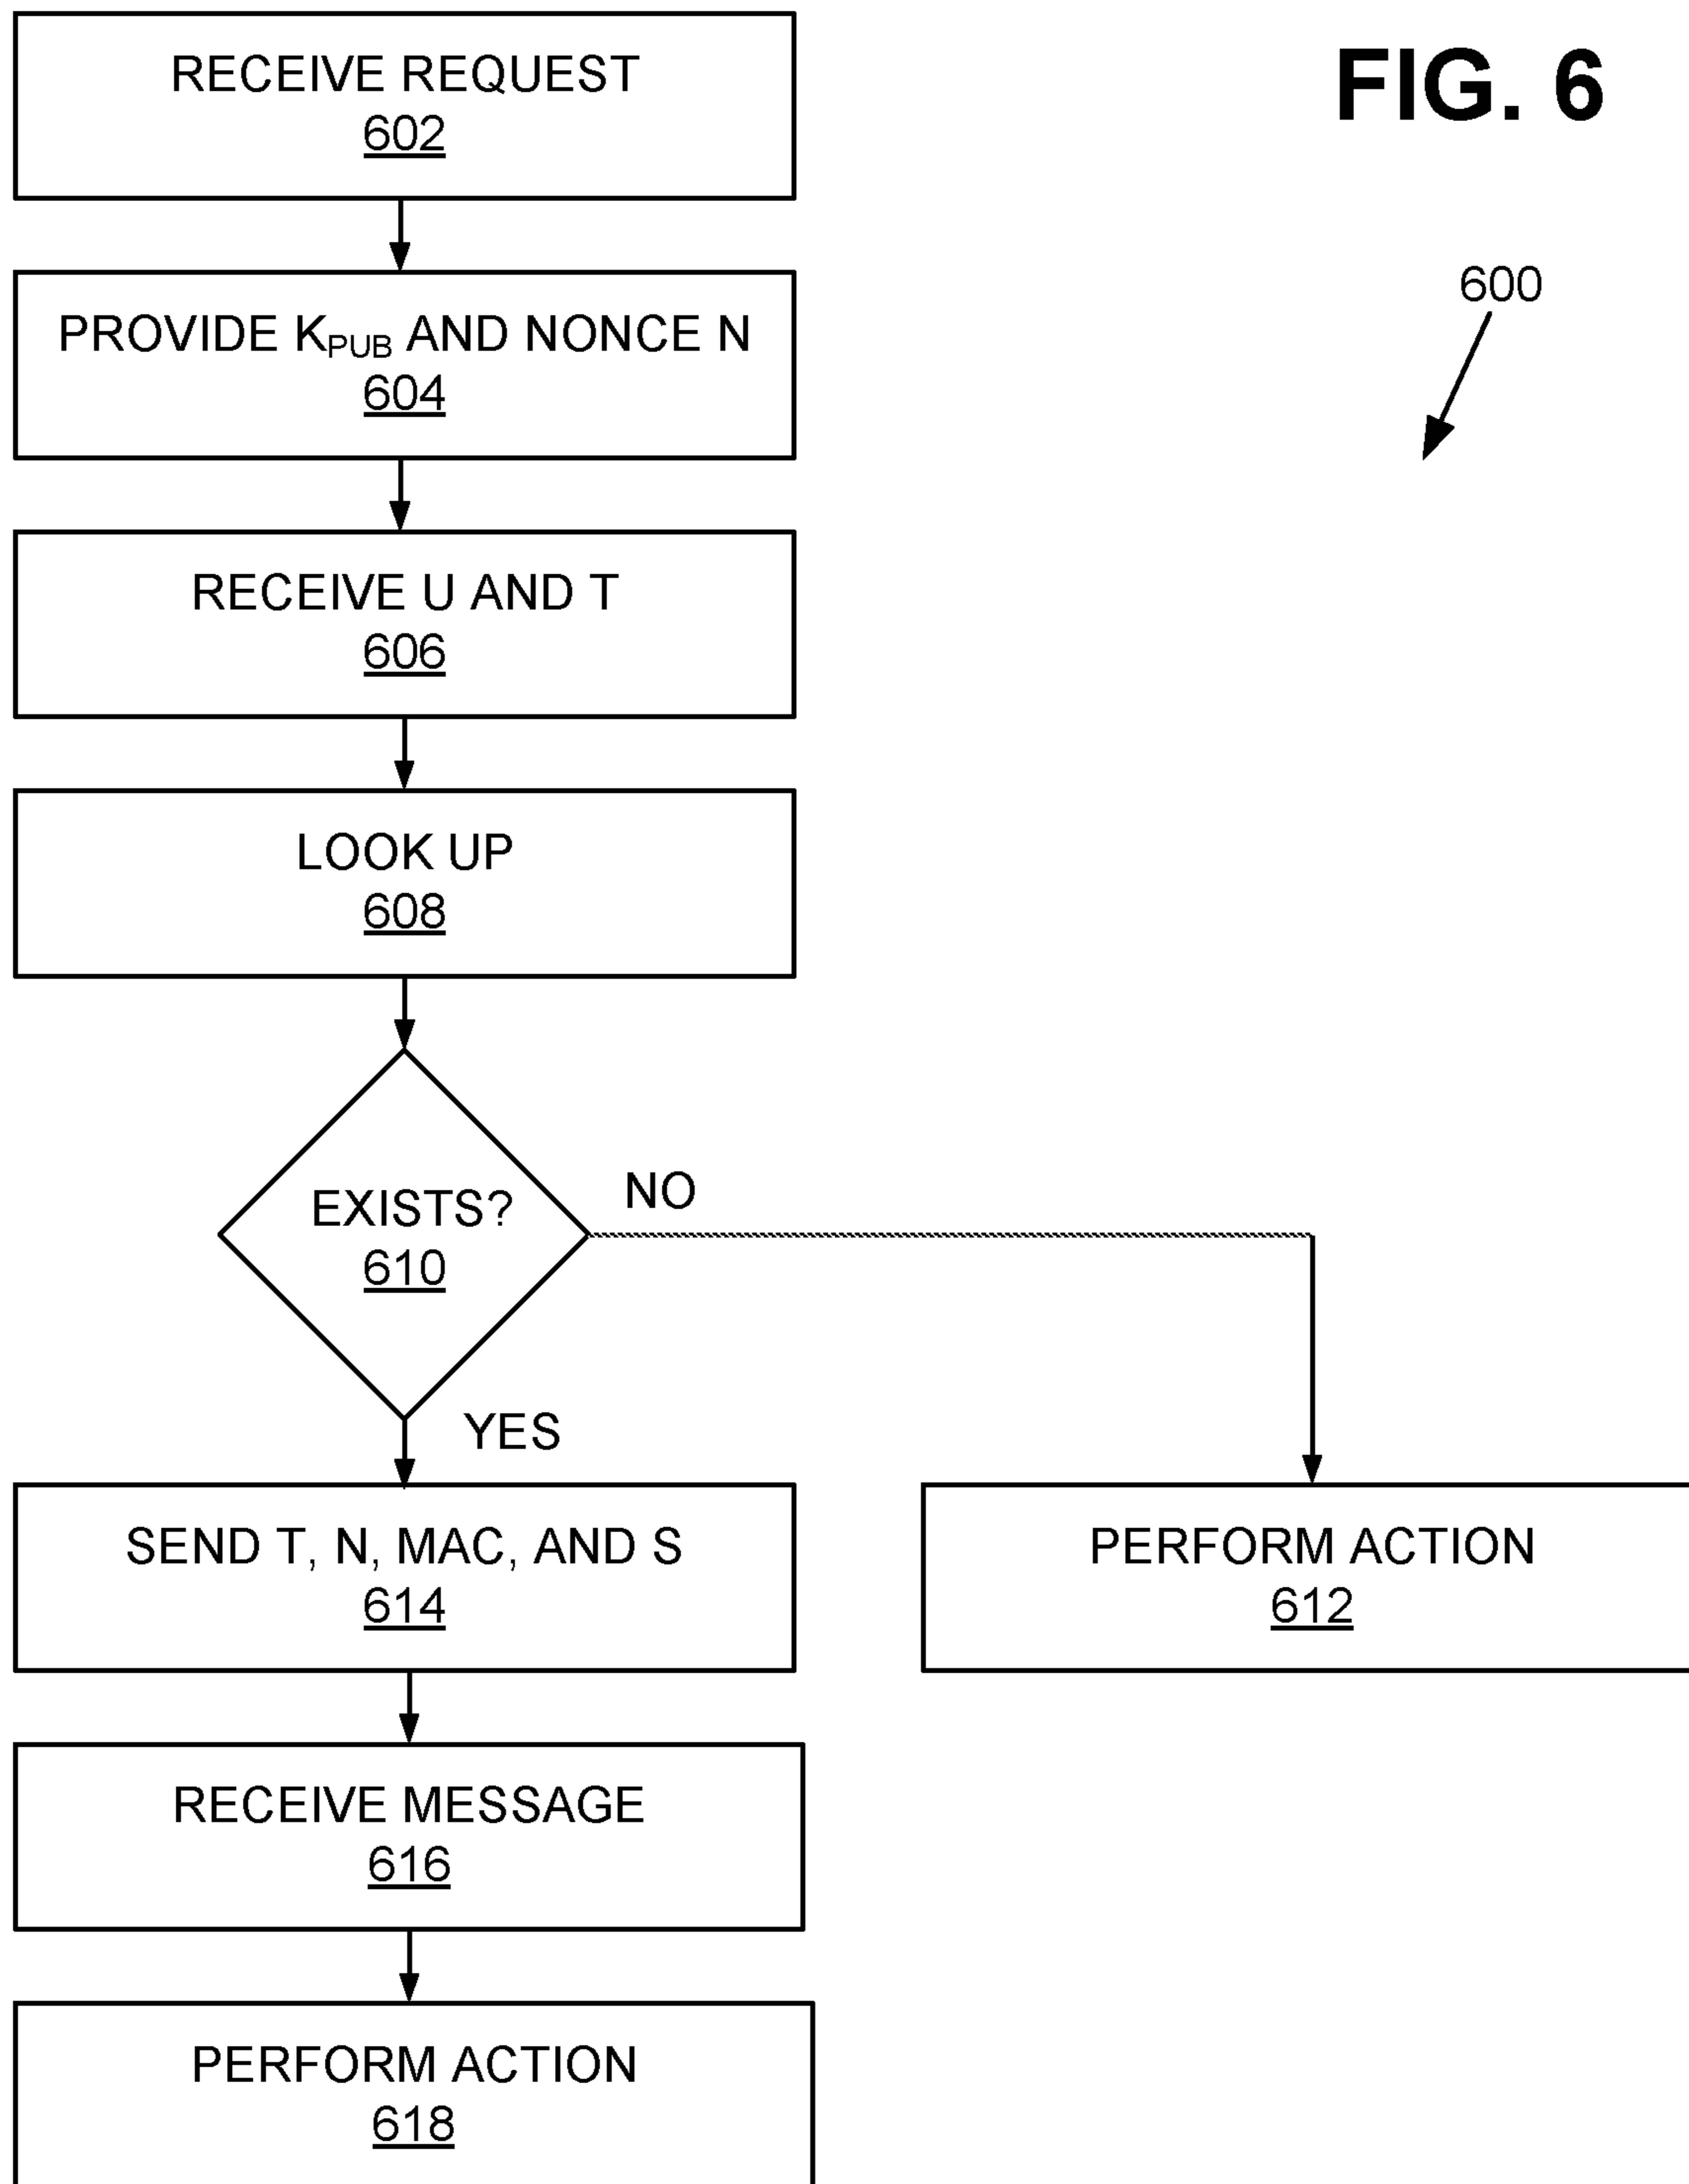 FIG. 6
600
RECEIVE REQUEST
602
PROVIDE KPUB AND NONCE N
604
RECEIVE U AND T
606
LOOK UP
608
EXISTS?
610
NO
YES
SEND T, N, MAC, AND S
614
PERFORM ACTION
612
RECEIVE MESSAGE
616
PERFORM ACTION
618